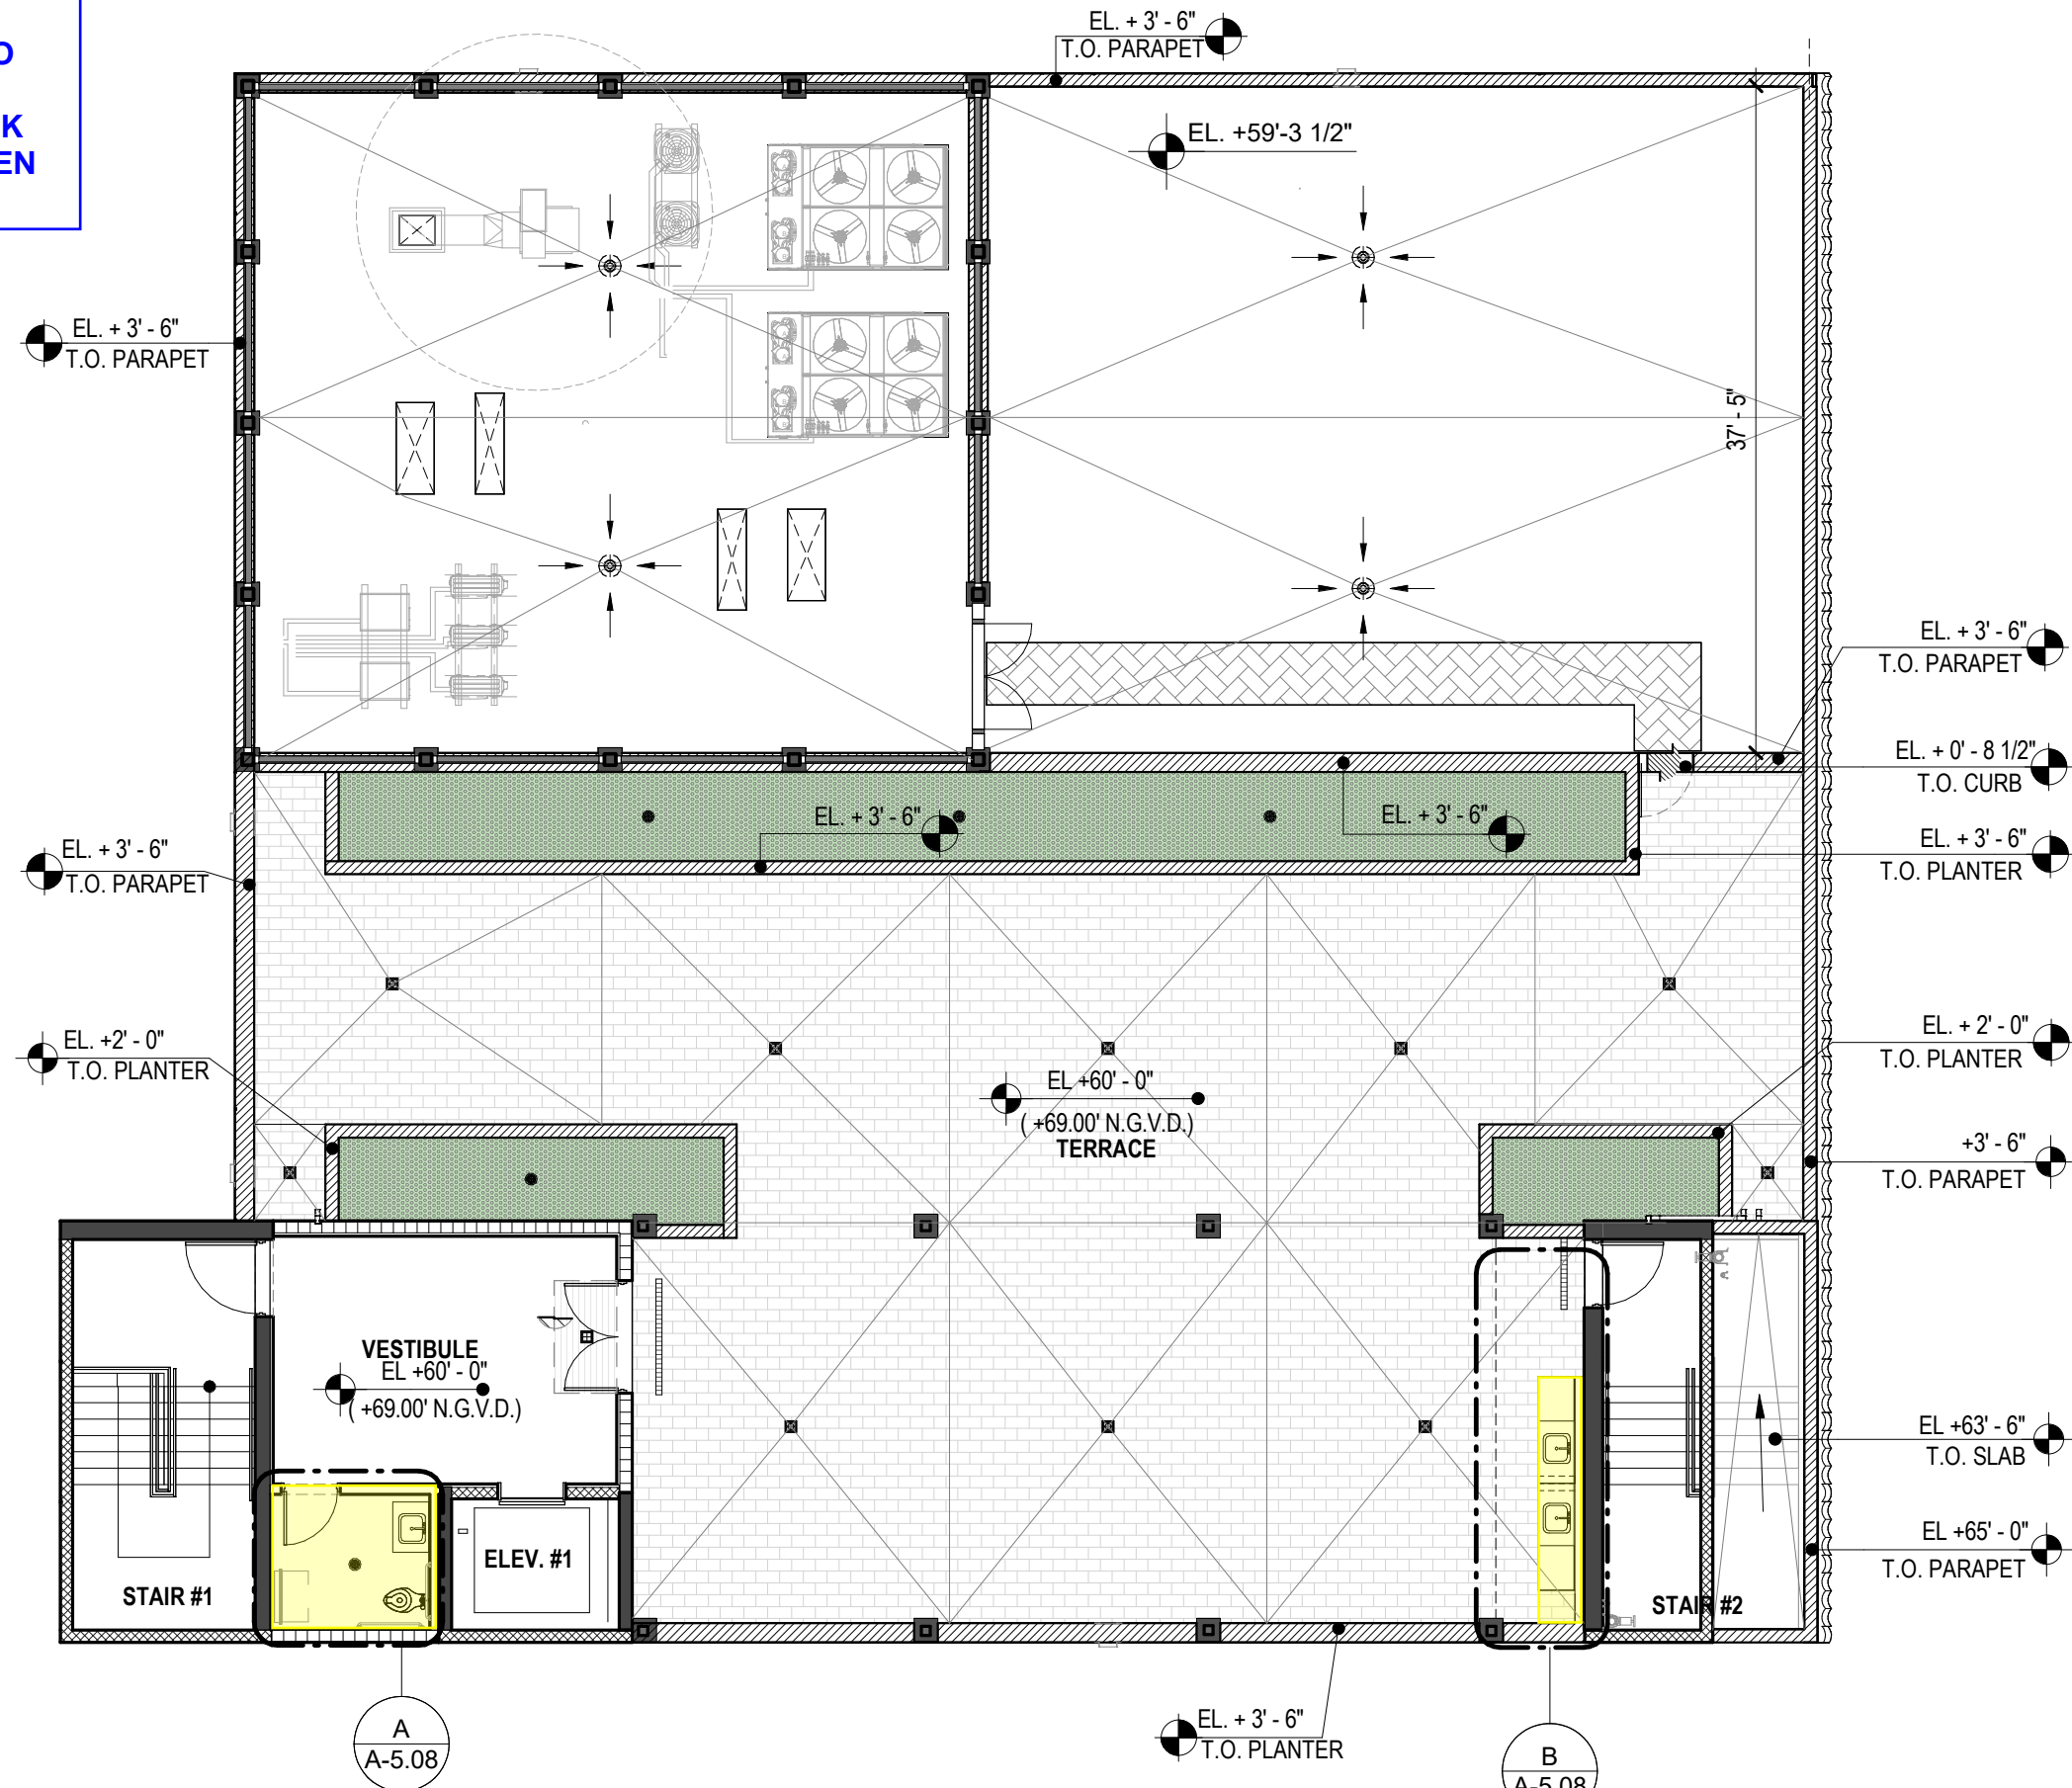 O
K
EN
EL. + 3' - 6"
T.O. PARAPET
EL. +59'-3 1/2"
EL. + 3' - 6"
T.O. PARAPET
37' - 5"
EL. + 3' - 6"
T.O. PARAPET
EL. + 0' - 8 1/2"
T.O. CURB
EL. + 3' - 6"
EL. + 3' - 6"
EL. + 3' - 6"
T.O. PLANTER
EL. + 3' - 6"
T.O. PARAPET
EL. +2' - 0"
T.O. PLANTER
EL. + 2' - 0"
T.O. PLANTER
EL +60' - 0"
( +69.00' N.G.V.D.)
TERRACE
+3' - 6"
T.O. PARAPET
VESTIBULE
EL +60' - 0"
( +69.00' N.G.V.D.)
EL +63' - 6"
T.O. SLAB
EL +65' - 0"
T.O. PARAPET
ELEV. #1
STAIR #1
STAIR #2
EL. + 3' - 6"
T.O. PLANTER
A
A-5.08
B
A-5.08